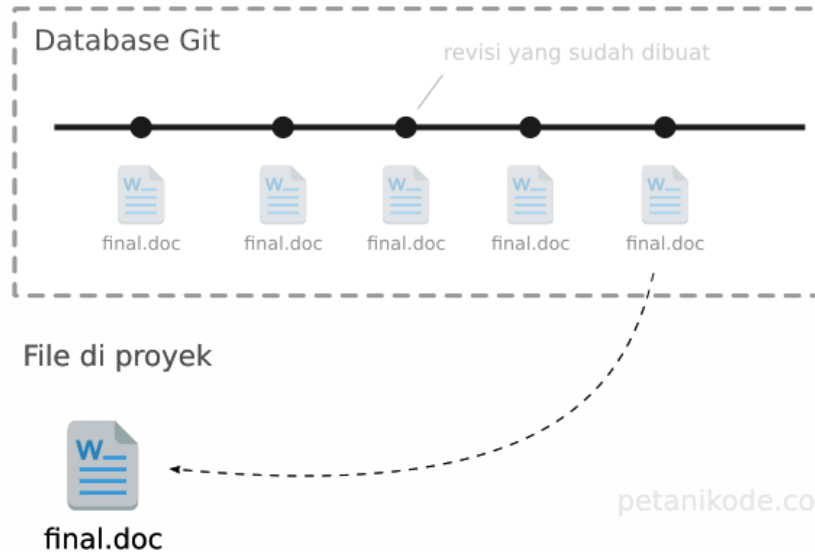 Database Git
revisi yang sudah dibuat
W
W
W
W
W
final.doc
final.doc
final.doc
final.doc
final.doc
File di proyek
W
final.doc
petanikode.co